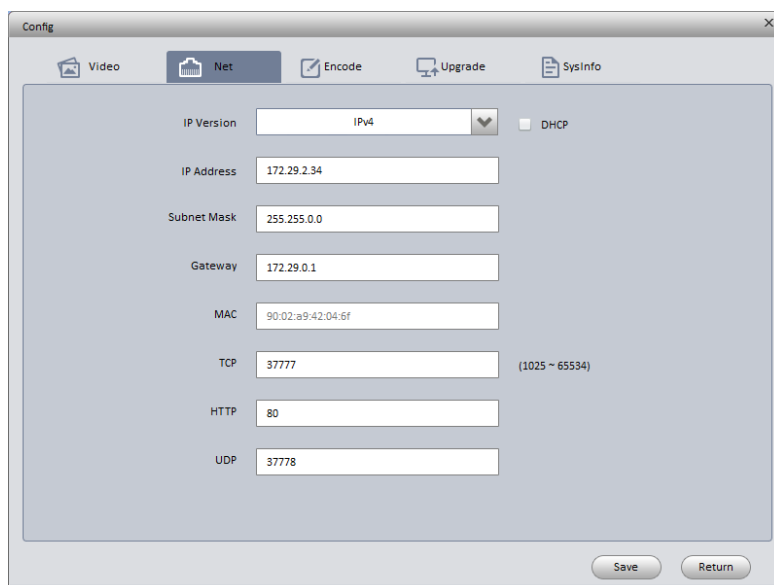 Config
Video Net Encode Upgrade SysInfo
IP Version IPv4 DHCP
IP Address 172.29.2.34
Subnet Mask 255.255.0.0
Gateway 172.29.0.1
MAC 90:02:a9:42:04:6f
TCP 37777 (1025 ~ 65534)
HTTP 80
UDP 37778
Save Return